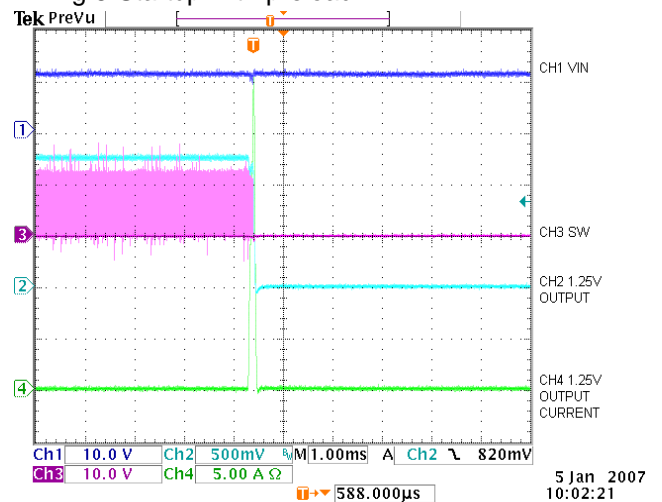 Tek PreVu
T
T
CH1 VIN
1
3
CH3 SW
2
CH2 1.25V
OUTPUT
4
CH4 1.25V
OUTPUT
CURRENT
Ch1 10.0 V Ch2 500mV BW M 1.00ms A Ch2 820mV
Ch3 10.0 V Ch4 5.00 A Ω
T 588.000µs
5 Jan 2007
10:02:21